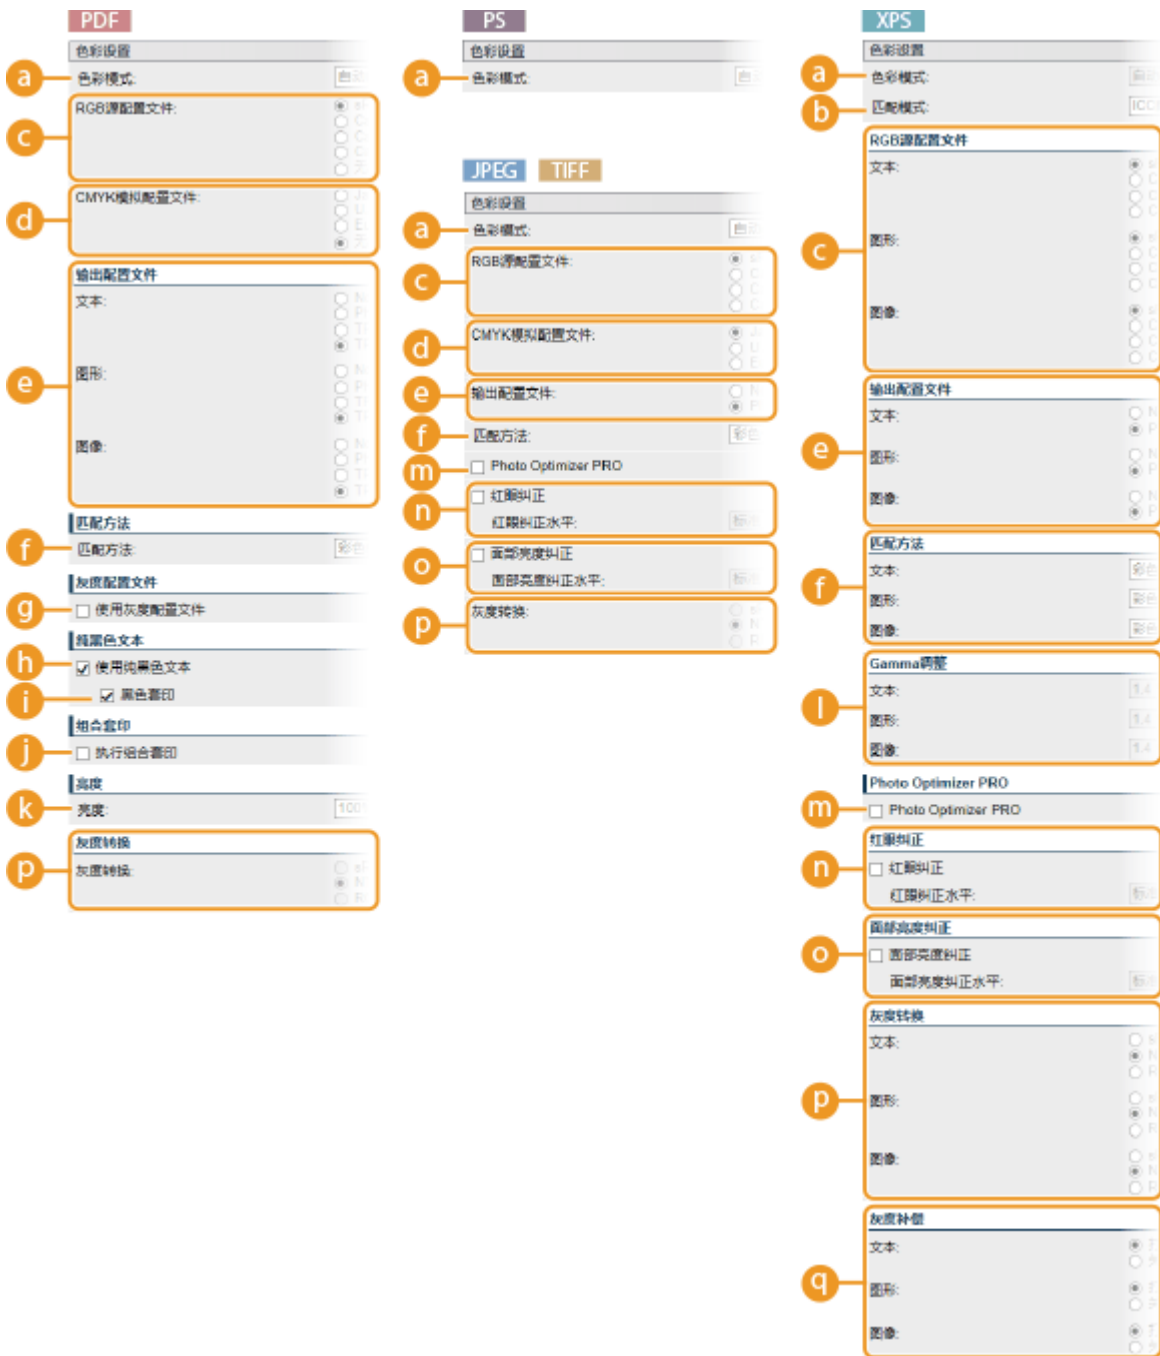 PDF
色彩设置
a
色彩模式:
c
RGB源配置文件:
d
CMYK模拟配置文件:
e
输出配置文件
文本:
图形:
图像:
匹配方法
f
匹配方法:
灰度配置文件
g
使用灰度配置文件
纯黑色文本
h
使用纯黑色文本
i
黑色套印
组合套印
j
执行组合套印
亮度
k
亮度:
100
灰度转换
p
灰度转换:
PS
色彩设置
a
色彩模式:
JPEG TIFF
色彩设置
a
色彩模式:
c
RGB源配置文件:
d
CMYK模拟配置文件:
e
输出配置文件:
f
匹配方法:
m
Photo Optimizer PRO
n
红眼纠正
红眼纠正水平:
o
面部亮度纠正
面部亮度纠正水平:
p
灰度转换:
XPS
色彩设置
a
色彩模式:
b
匹配模式:
ICC
RGB源配置文件
c
文本:
图形:
图像:
输出配置文件
e
文本:
图形:
图像:
匹配方法
f
文本:
图形:
图像:
Gamma调整
l
文本:
1.4
图形:
1.4
图像:
1.4
Photo Optimizer PRO
m
Photo Optimizer PRO
红眼纠正
n
红眼纠正
红眼纠正水平:
面部亮度纠正
o
面部亮度纠正
面部亮度纠正水平:
灰度转换
p
文本:
图形:
图像:
灰度补偿
q
文本:
图形:
图像: